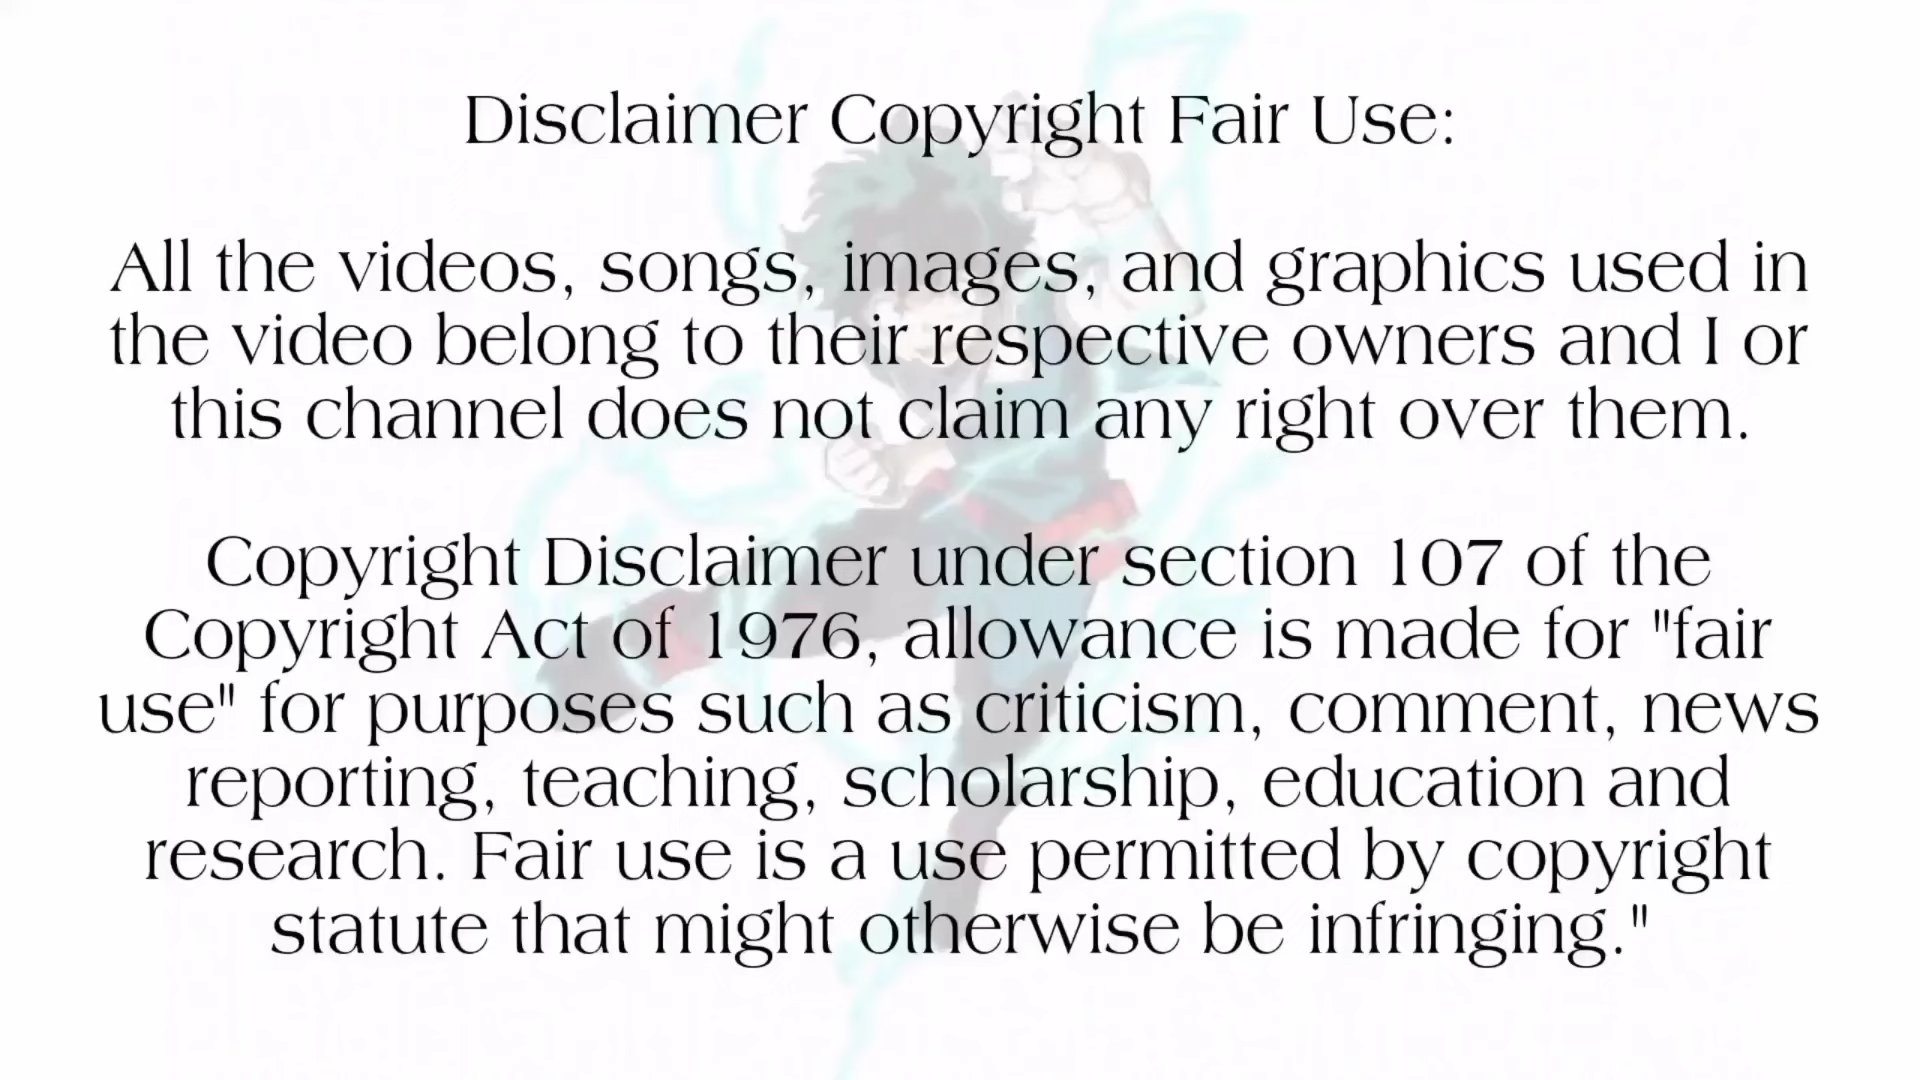 Disclaimer Copyright Fair Use:
All the videos, songs, images, and graphics used in
the video belong to their respective owners and I or
this channel does not claim any right over them.
Copyright Disclaimer under section 107 of the
Copyright Act of 1976, allowance is made for "fair
use" for purposes such as criticism, comment, news
reporting, teaching, scholarship, education and
research. Fair use is a use permitted by copyright
statute that might otherwise be infringing."